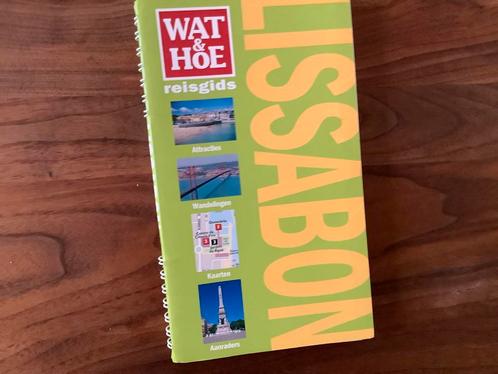 WAT
&
HOE
reisgids
LISSABON
Attracties
Wandelingen
Kaarten
Aanraders